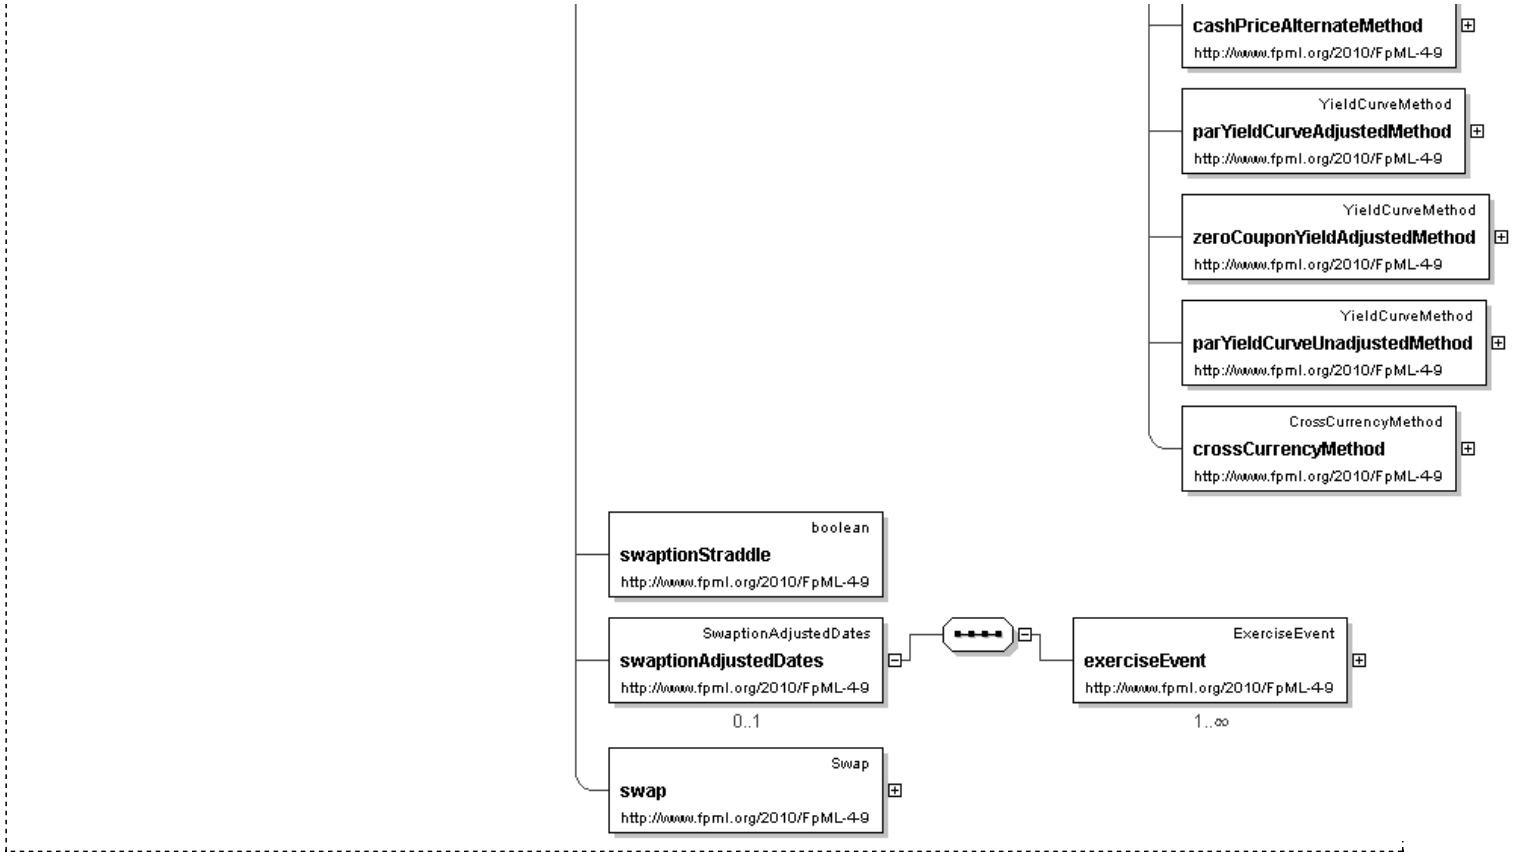 cashPriceAlternateMethod
http://www.fpml.org/2010/FpML-4-9
YieldCurveMethod
parYieldCurveAdjustedMethod
http://www.fpml.org/2010/FpML-4-9
YieldCurveMethod
zeroCouponYieldAdjustedMethod
http://www.fpml.org/2010/FpML-4-9
YieldCurveMethod
parYieldCurveUnadjustedMethod
http://www.fpml.org/2010/FpML-4-9
CrossCurrencyMethod
crossCurrencyMethod
http://www.fpml.org/2010/FpML-4-9
boolean
swaptionStraddle
http://www.fpml.org/2010/FpML-4-9
SwaptionAdjustedDates
swaptionAdjustedDates
http://www.fpml.org/2010/FpML-4-9
0..1
ExerciseEvent
exerciseEvent
http://www.fpml.org/2010/FpML-4-9
1..∞
Swap
swap
http://www.fpml.org/2010/FpML-4-9